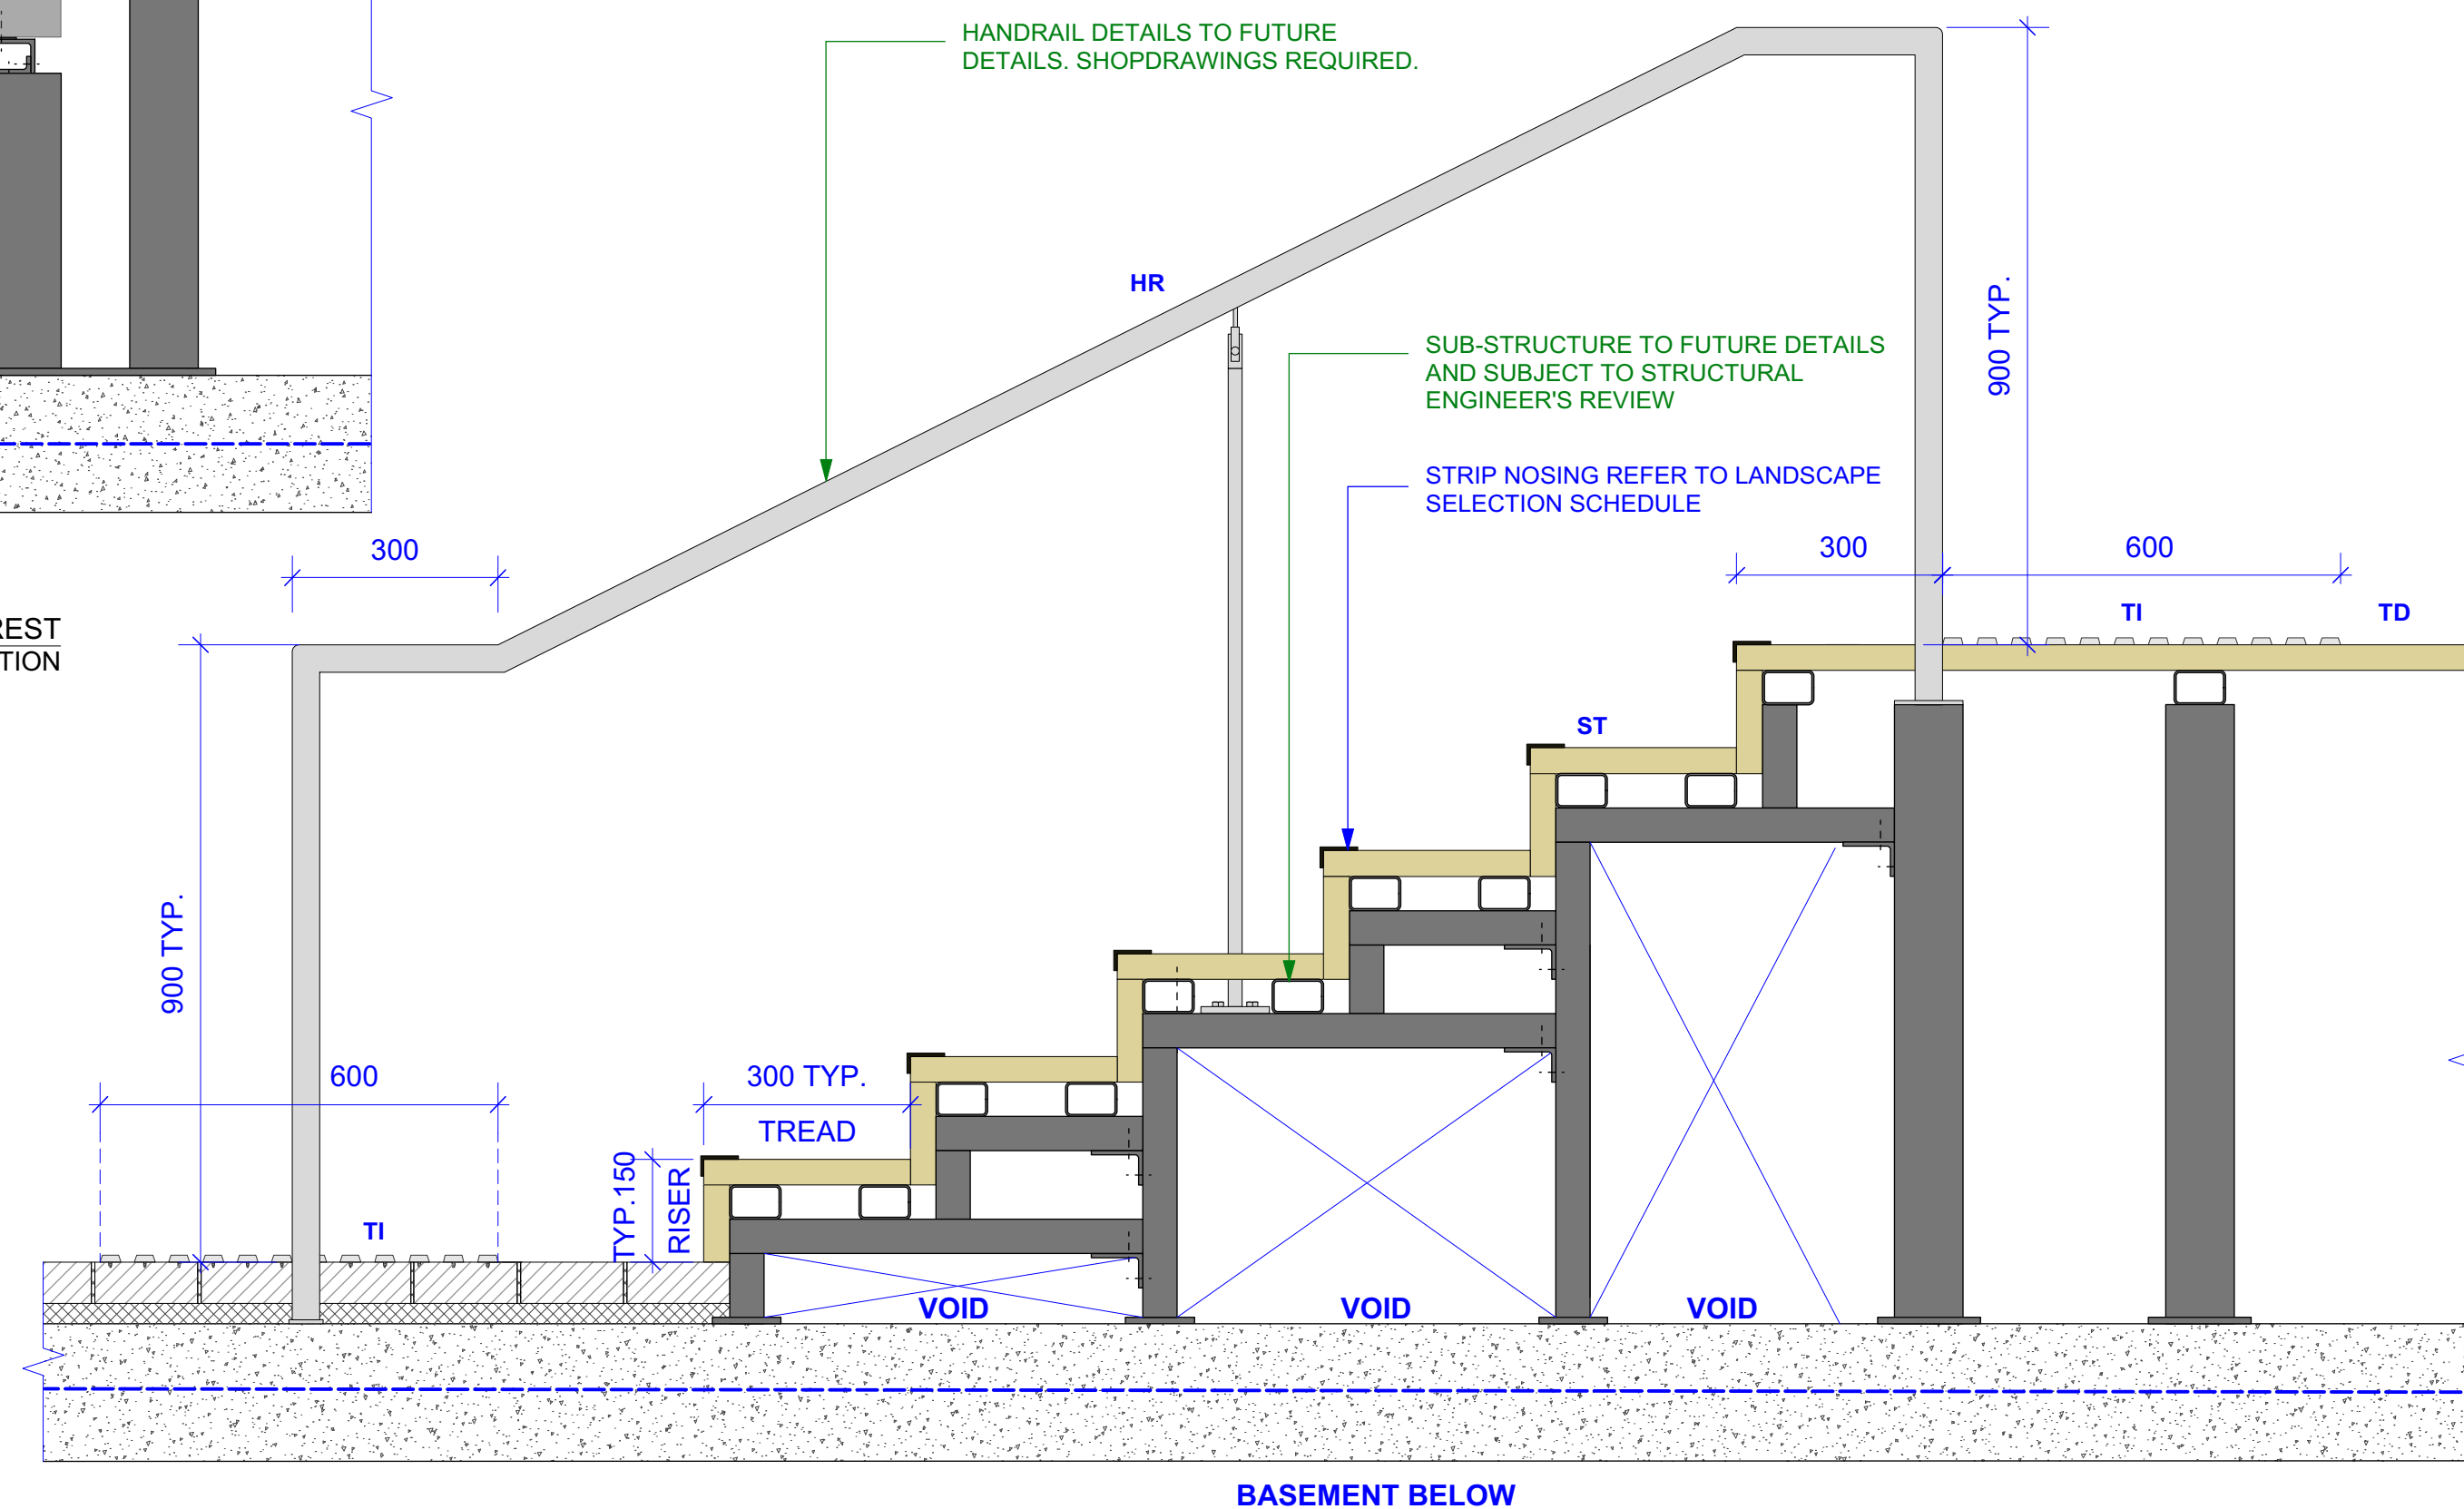 HANDRAIL DETAILS TO FUTURE
DETAILS. SHOPDRAWINGS REQUIRED.
HR
900 TYP.
SUB-STRUCTURE TO FUTURE DETAILS
AND SUBJECT TO STRUCTURAL
ENGINEER'S REVIEW
STRIP NOSING REFER TO LANDSCAPE
SELECTION SCHEDULE
300
300
600
TI
TD
REST
TION
ST
900 TYP.
600
300 TYP.
TREAD
TYP.150
RISER
TI
VOID
VOID
VOID
BASEMENT BELOW